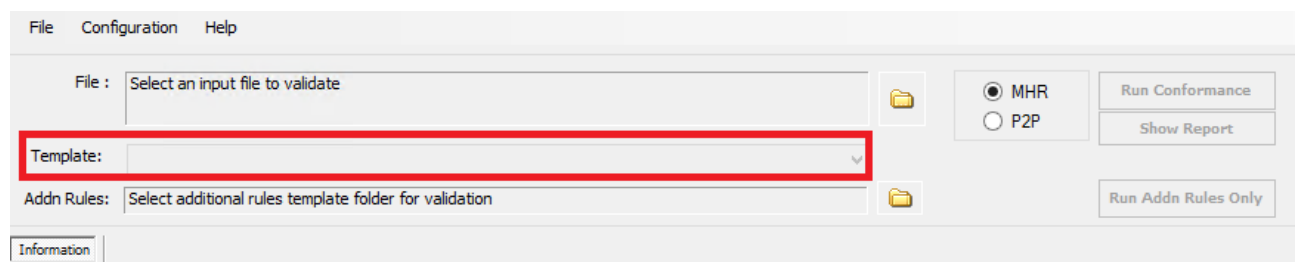 File Configuration Help
File : Select an input file to validate
MHR Run Conformance
P2P Show Report
Template:
Addn Rules: Select additional rules template folder for validation Run Addn Rules Only
Information